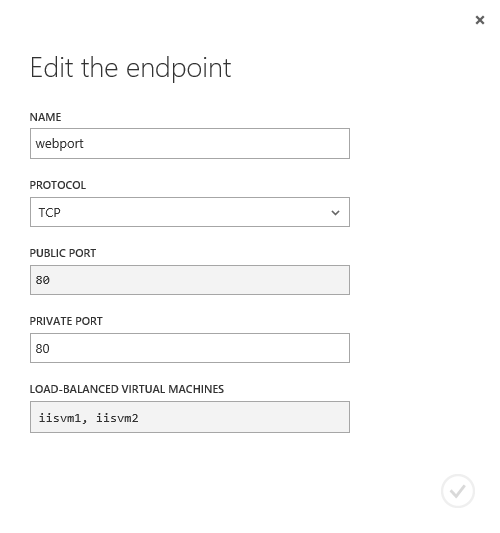 Edit the endpoint
NAME
webport
PROTOCOL
TCP
PUBLIC PORT
80
PRIVATE PORT
80
LOAD-BALANCED VIRTUAL MACHINES
iisvm1, iisvm2